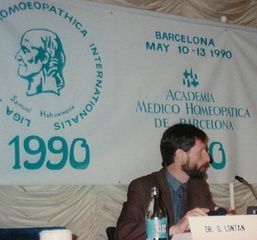 HOMOEOPATHICA INTERNATIONALIS LIGA
Samuel Hahnemann
1990
BARCELONA
MAY 10-13 1990
ACADEMIA
MEDICO HOMEOPATICA
DE BARCELONA
DR. G. LONTAN